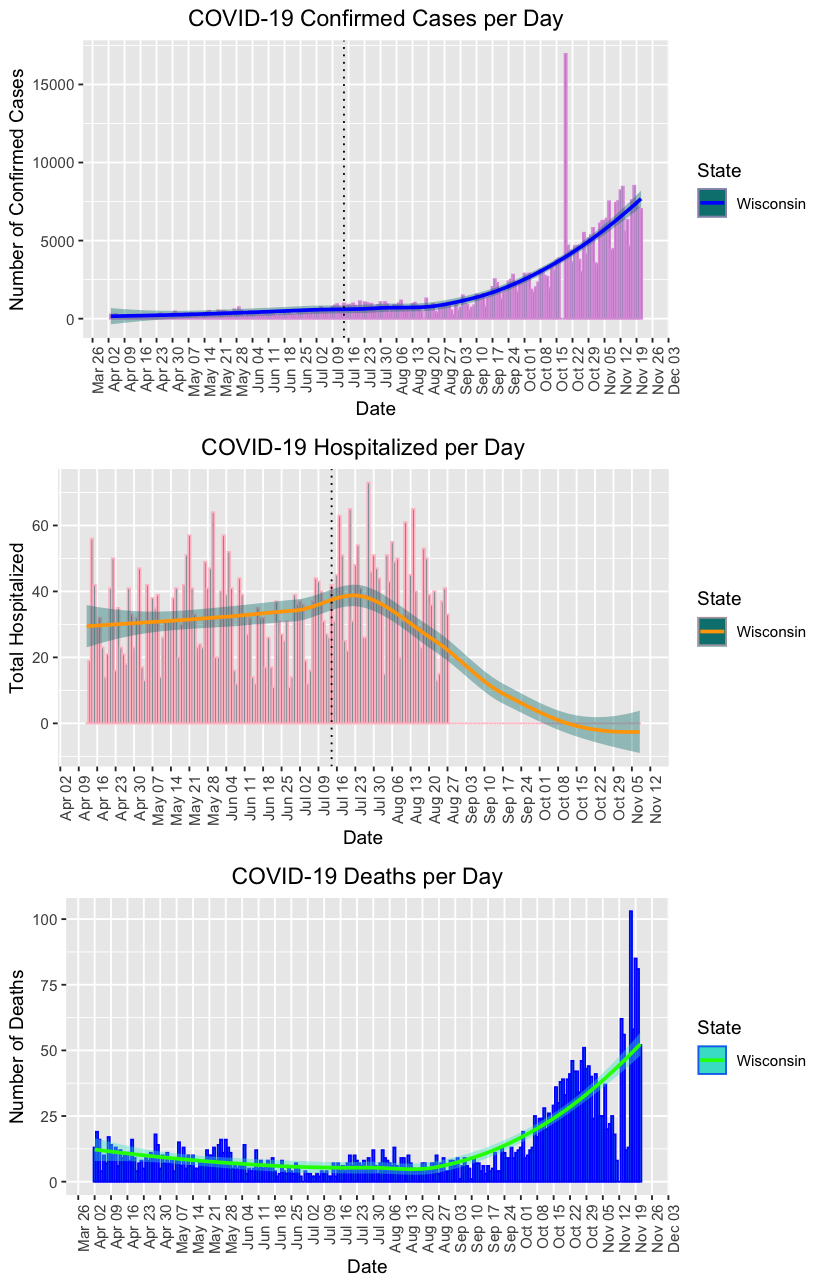 COVID-19 Confirmed Cases per Day
Number of Confirmed Cases
15000
10000
5000
0
Mar 26
Apr 02
Apr 09
Apr 16
Apr 23
Apr 30
May 07
May 14
May 21
May 28
Jun 04
Jun 11
Jun 18
Jun 25
Jul 02
Jul 09
Jul 16
Jul 23
Jul 30
Aug 06
Aug 13
Aug 20
Aug 27
Sep 03
Sep 10
Sep 17
Sep 24
Oct 01
Oct 08
Oct 15
Oct 22
Oct 29
Nov 05
Nov 12
Nov 19
Nov 26
Dec 03
Date
State
Wisconsin
COVID-19 Hospitalized per Day
Total Hospitalized
60
40
20
0
Apr 02
Apr 09
Apr 16
Apr 23
Apr 30
May 07
May 14
May 21
May 28
Jun 04
Jun 11
Jun 18
Jun 25
Jul 02
Jul 09
Jul 16
Jul 23
Jul 30
Aug 06
Aug 13
Aug 20
Aug 27
Sep 03
Sep 10
Sep 17
Sep 24
Oct 01
Oct 08
Oct 15
Oct 22
Oct 29
Nov 05
Nov 12
Date
State
Wisconsin
COVID-19 Deaths per Day
Number of Deaths
100
75
50
25
0
Mar 26
Apr 02
Apr 09
Apr 16
Apr 23
Apr 30
May 07
May 14
May 21
May 28
Jun 04
Jun 11
Jun 18
Jun 25
Jul 02
Jul 09
Jul 16
Jul 23
Jul 30
Aug 06
Aug 13
Aug 20
Aug 27
Sep 03
Sep 10
Sep 17
Sep 24
Oct 01
Oct 08
Oct 15
Oct 22
Oct 29
Nov 05
Nov 12
Nov 19
Nov 26
Dec 03
Date
State
Wisconsin